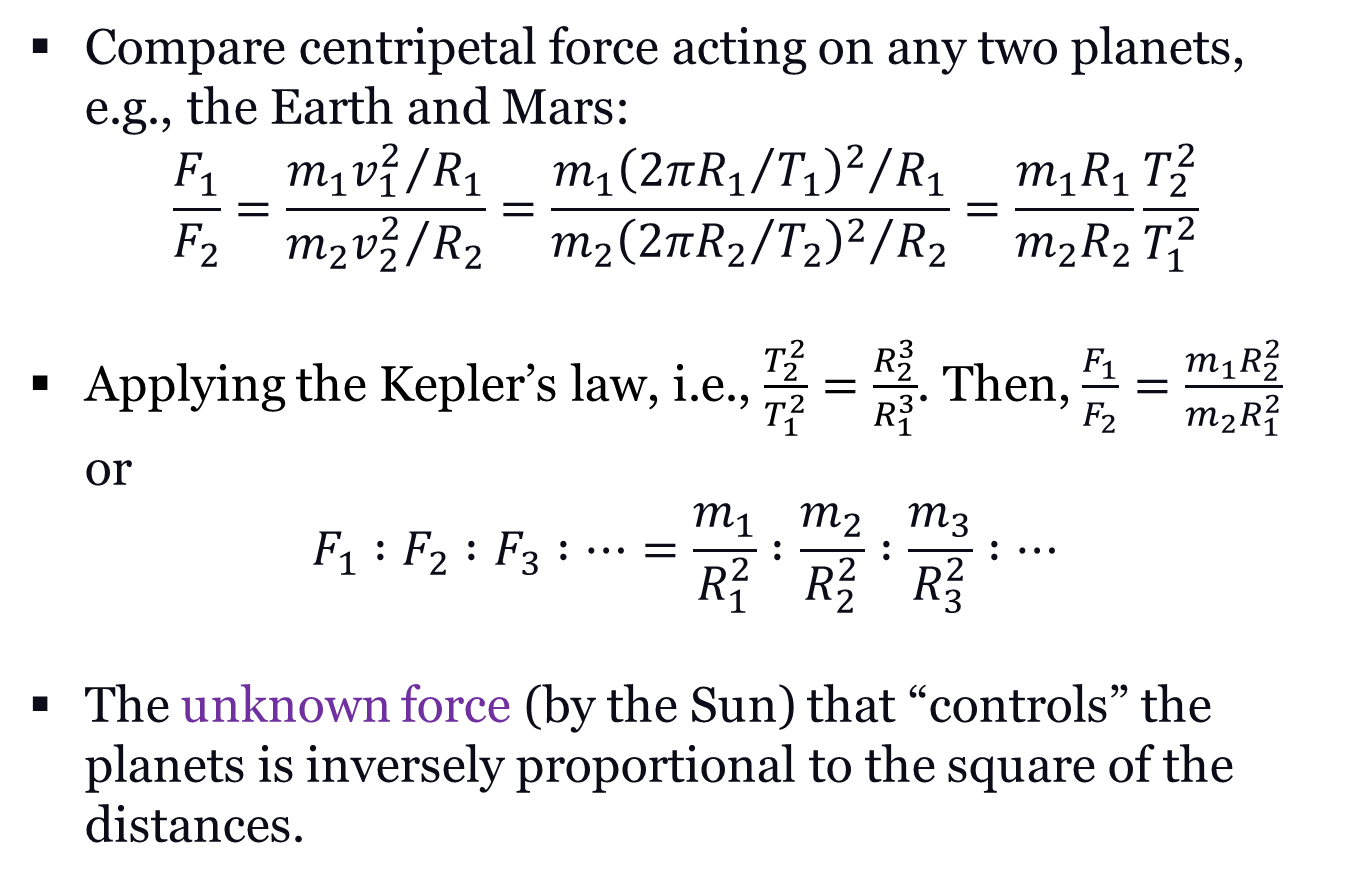 ▪ Compare centripetal force acting on any two planets,
e.g., the Earth and Mars:
F₁/F₂ = (m₁v₁²/R₁)/(m₂v₂²/R₂) = (m₁(2πR₁/T₁)²/R₁)/(m₂(2πR₂/T₂)²/R₂) = (m₁R₁/m₂R₂)(T₂²/T₁²)
▪ Applying the Kepler’s law, i.e., T₂²/T₁² = R₂³/R₁³. Then, F₁/F₂ = m₁R₂²/m₂R₁²
or
F₁ : F₂ : F₃ : ⋯ = m₁/R₁² : m₂/R₂² : m₃/R₃² : ⋯
▪ The unknown force (by the Sun) that “controls” the
planets is inversely proportional to the square of the
distances.